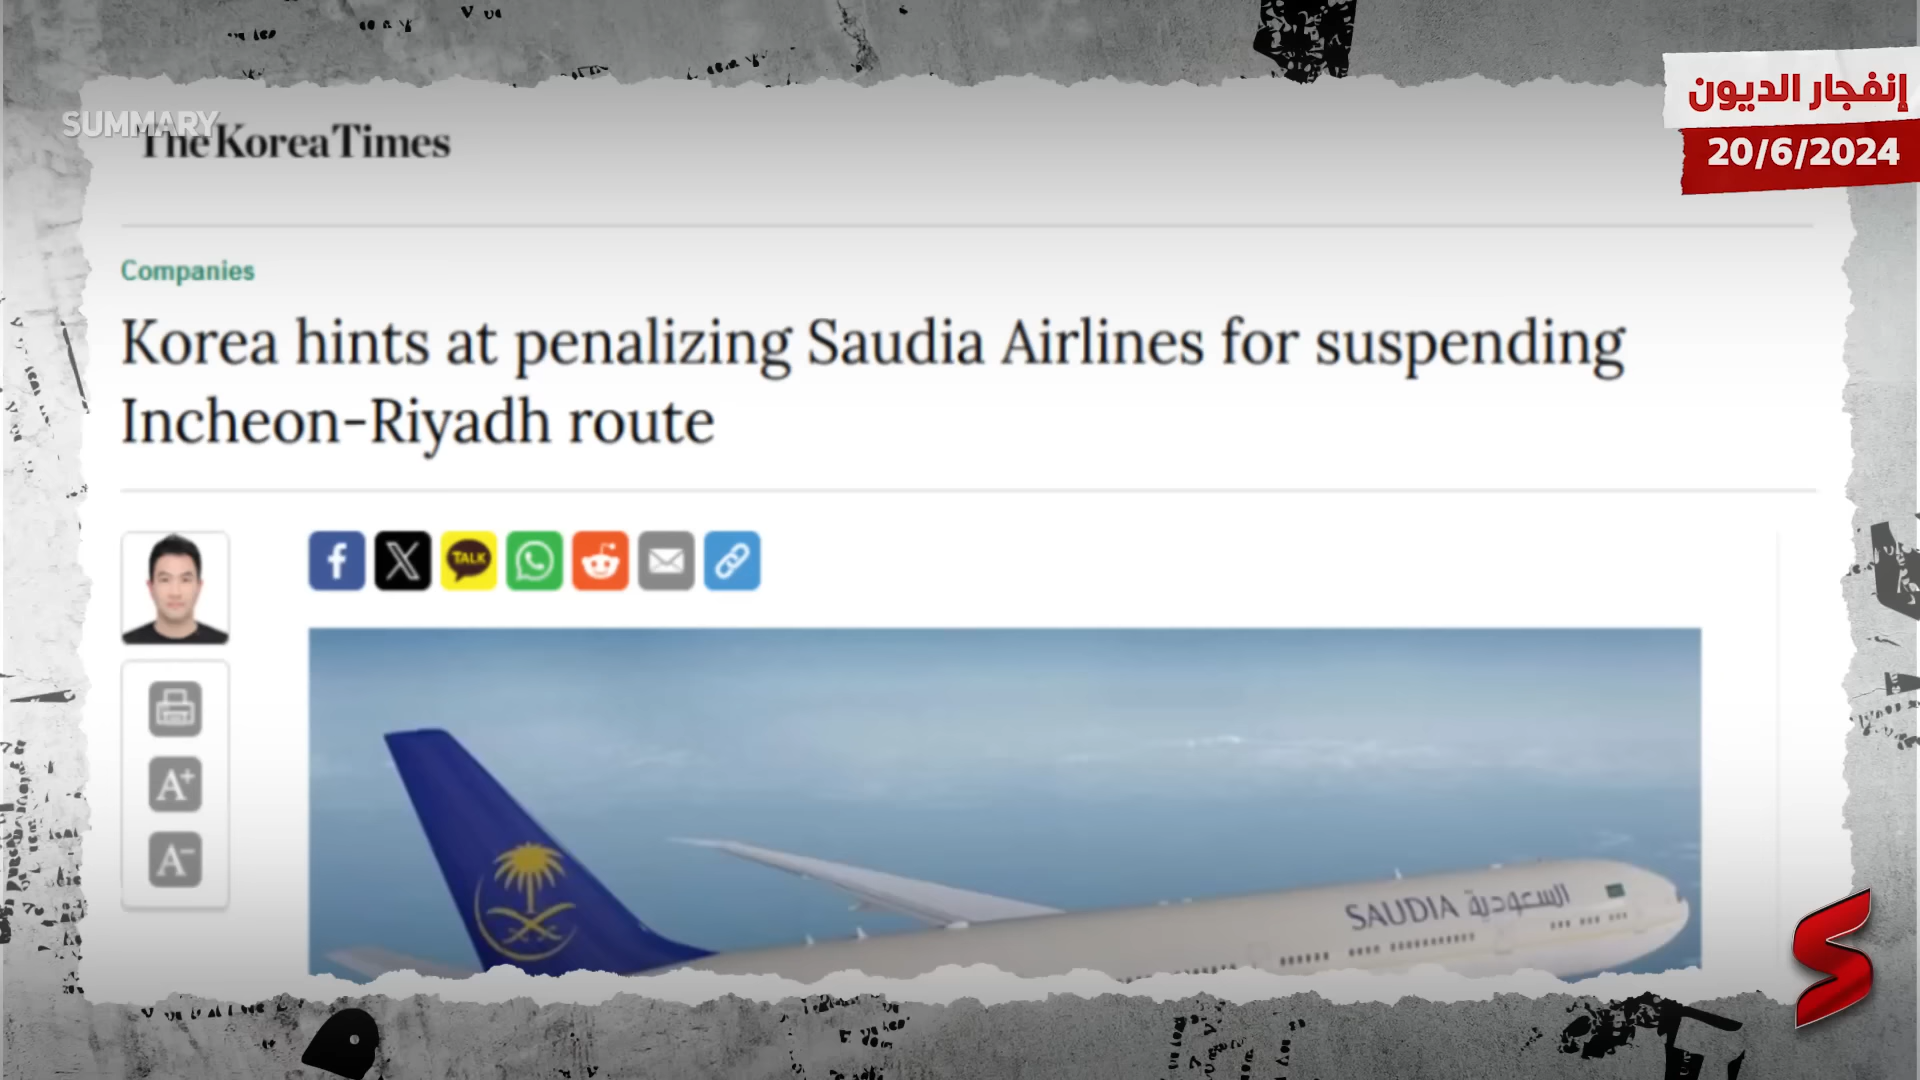 إنفجار الديون
20/6/2024
SUMMARY
The Korea Times
Companies
Korea hints at penalizing Saudia Airlines for suspending
Incheon-Riyadh route
TALK
A+
A-
SAUDIA السعودية